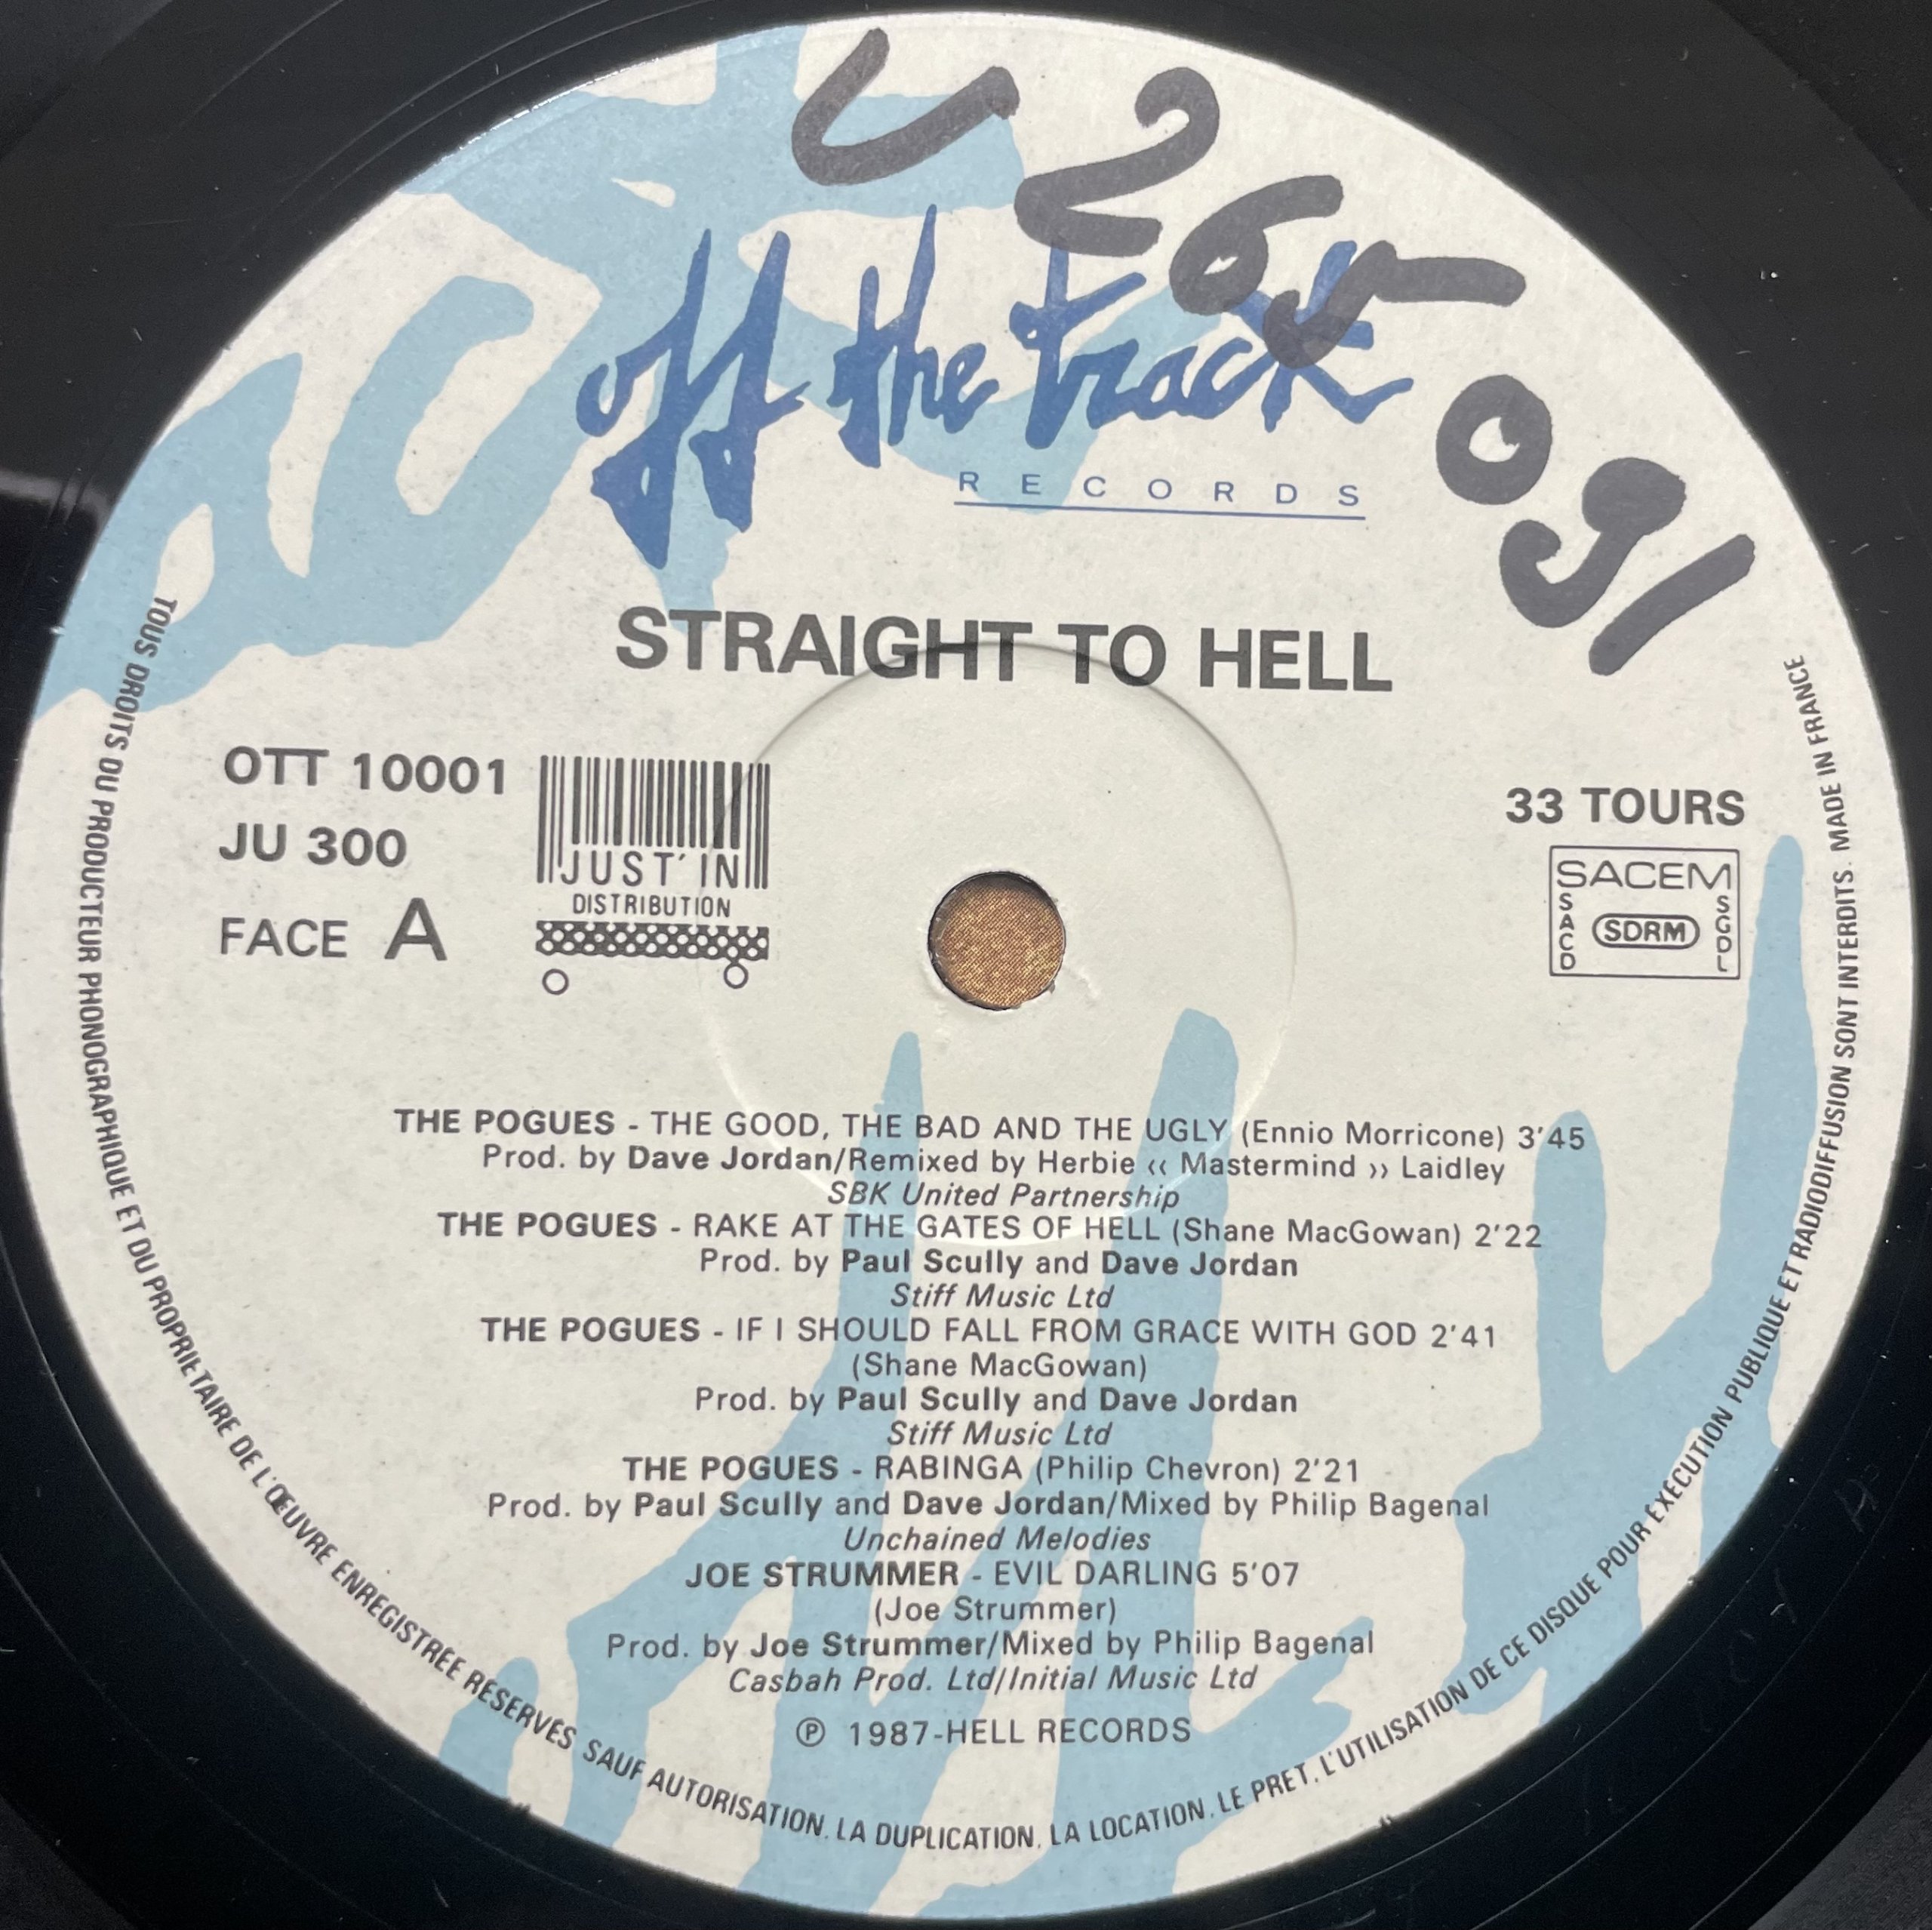 U265 091
off the track
RECORDS
STRAIGHT TO HELL
OTT 10001
JU 300
FACE A
JUST' IN
DISTRIBUTION
33 TOURS
SACEM
SACD
SDRM
SGDL
THE POGUES - THE GOOD, THE BAD AND THE UGLY (Ennio Morricone) 3'45
Prod. by Dave Jordan/Remixed by Herbie ‹‹ Mastermind ›› Laidley
SBK United Partnership
THE POGUES - RAKE AT THE GATES OF HELL (Shane MacGowan) 2'22
Prod. by Paul Scully and Dave Jordan
Stiff Music Ltd
THE POGUES - IF I SHOULD FALL FROM GRACE WITH GOD 2'41
(Shane MacGowan)
Prod. by Paul Scully and Dave Jordan
Stiff Music Ltd
THE POGUES - RABINGA (Philip Chevron) 2'21
Prod. by Paul Scully and Dave Jordan/Mixed by Philip Bagenal
Unchained Melodies
JOE STRUMMER - EVIL DARLING 5'07
(Joe Strummer)
Prod. by Joe Strummer/Mixed by Philip Bagenal
Casbah Prod. Ltd/Initial Music Ltd
℗ 1987-HELL RECORDS
TOUS DROITS DU PRODUCTEUR PHONOGRAPHIQUE ET DU PROPRIÉTAIRE DE L'ŒUVRE ENREGISTRÉE RÉSERVÉS SAUF AUTORISATION. LA DUPLICATION. LA LOCATION. LE PRET. L'UTILISATION DE CE DISQUE POUR ÉXÉCUTION PUBLIQUE ET RADIODIFFUSION SONT INTERDITS. MADE IN FRANCE